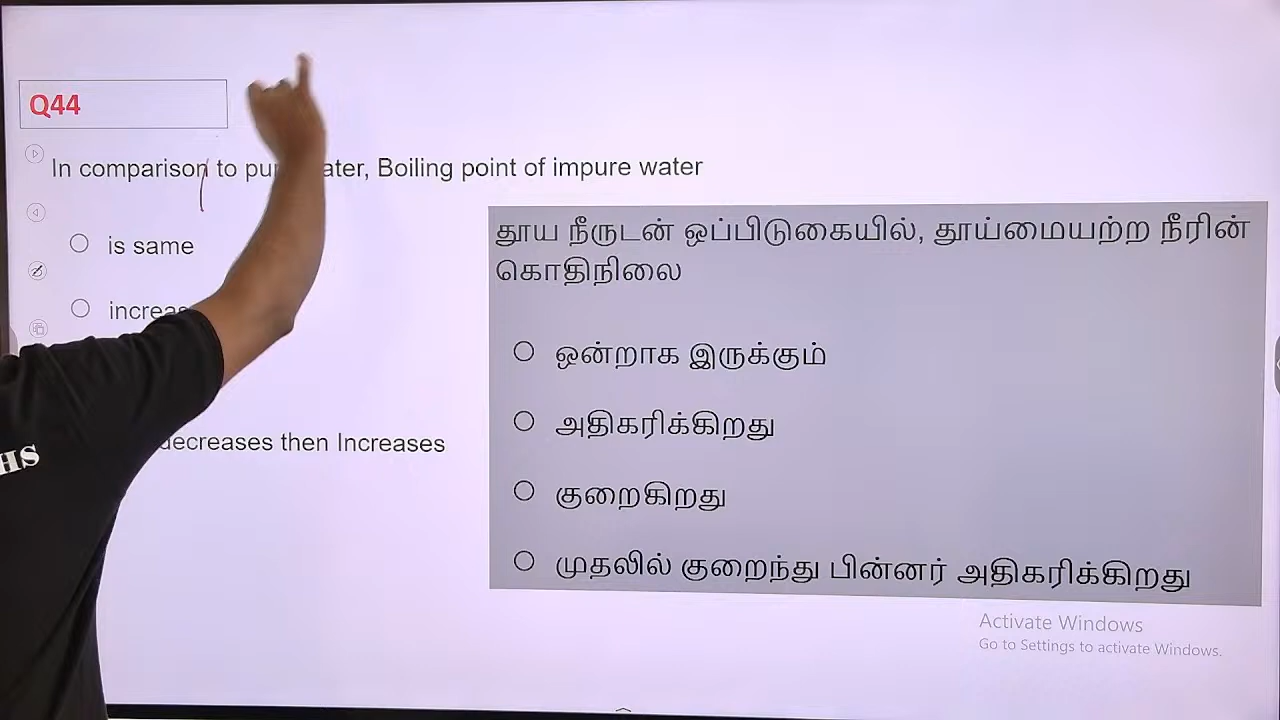 Q44
In comparison to ater, Boiling point of impure water
is same
decreases then Increases
தூய நீருடன் ஒப்பிடுகையில், தூய்மையற்ற நீரின்
கொதிநிலை
ஒன்றாக இருக்கும்
அதிகரிக்கிறது
குறைகிறது
முதலில் குறைந்து பின்னர் அதிகரிக்கிறது
Activate Windows
Go to Settings to activate Windows.
HS